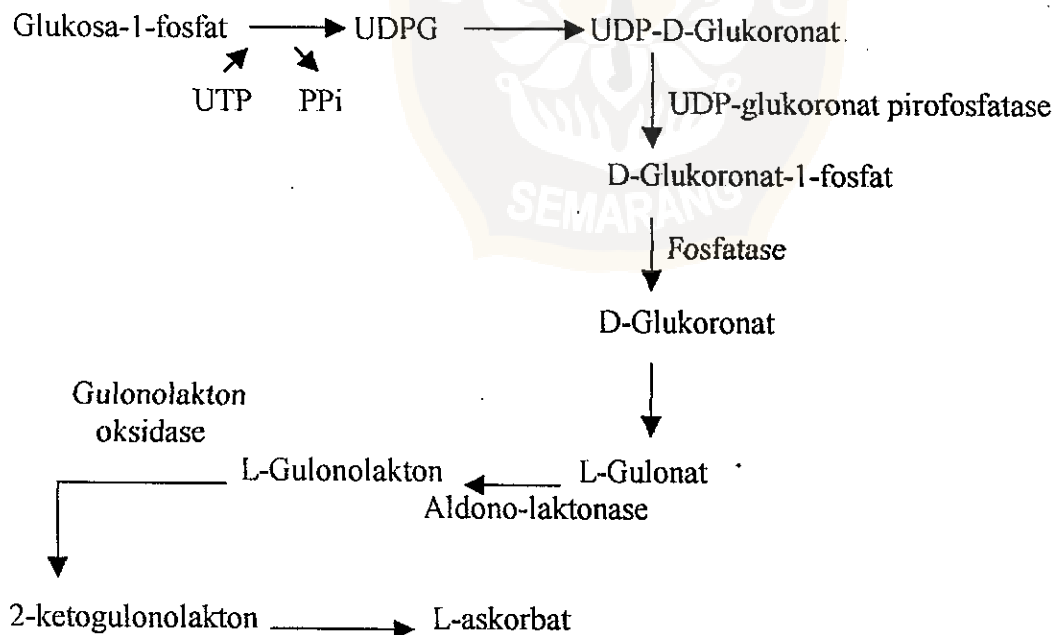 Glukosa-1-fosfat UDPG UDP-D-Glukoronat
UTP PPi
UDP-glukoronat pirofosfatase
D-Glukoronat-1-fosfat
SEMARANG
Fosfatase
D-Glukoronat
Gulonolakton
oksidase
L-Gulonolakton L-Gulonat
Aldono-laktonase
2-ketogulonolakton L-askorbat